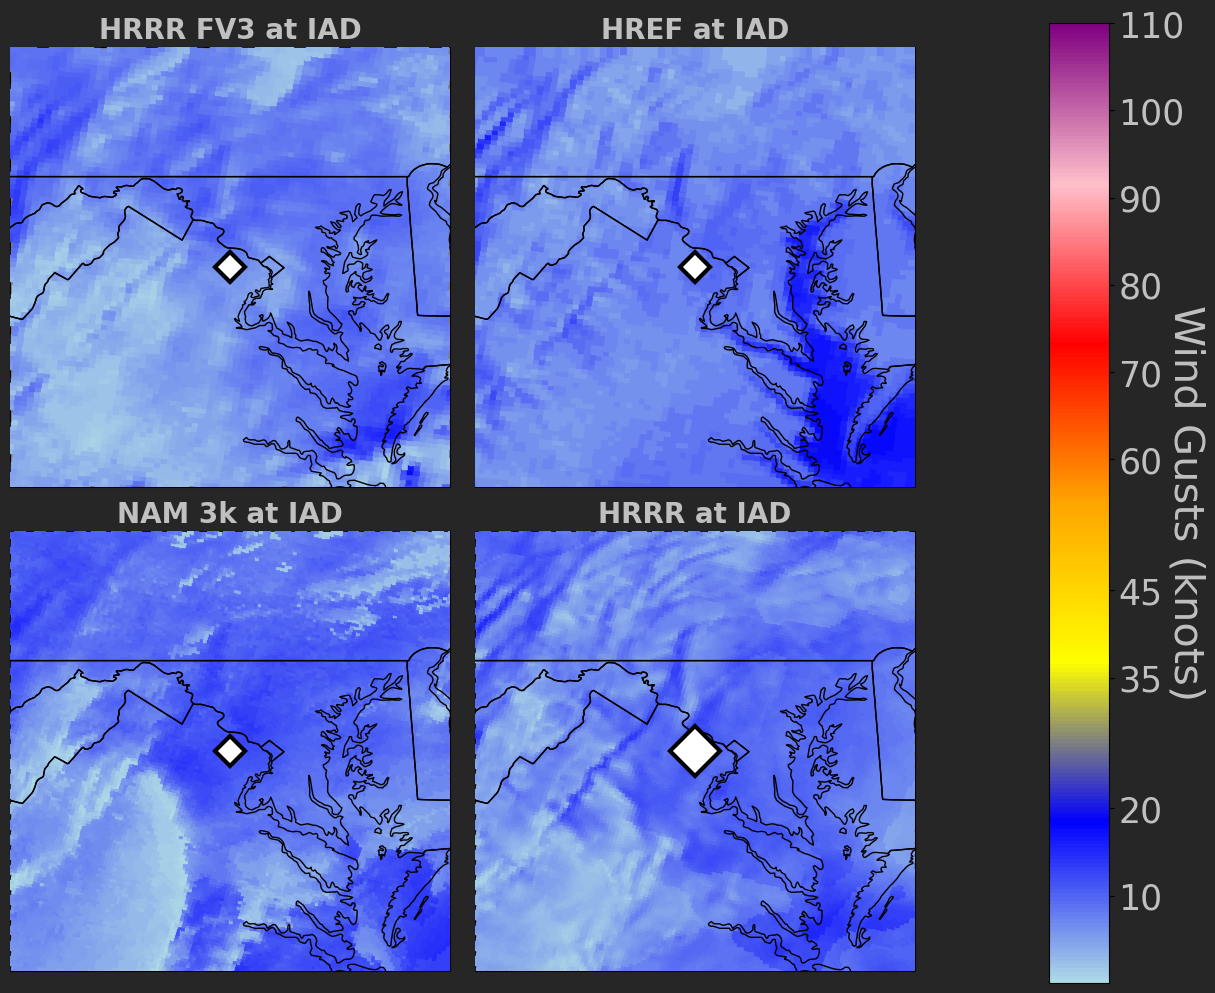 HRRR FV3 at IAD
HREF at IAD
NAM 3k at IAD
HRRR at IAD
110
100
90
80
70
60
45
35
20
10
Wind Gusts (knots)